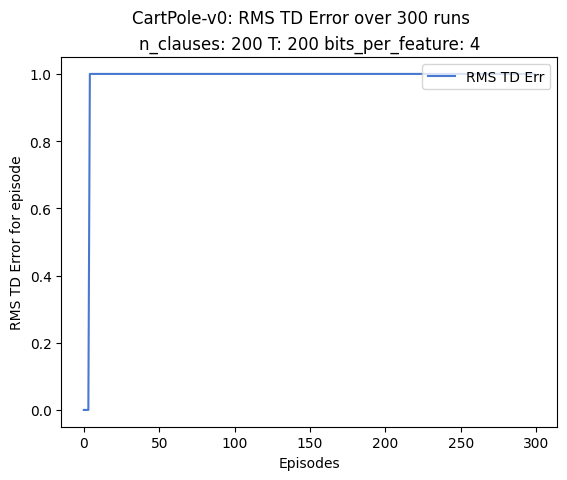 CartPole-v0: RMS TD Error over 300 runs
n_clauses: 200 T: 200 bits_per_feature: 4
RMS TD Err
1.0
0.8
0.6
0.4
0.2
0.0
RMS TD Error for episode
0 50 100 150 200 250 300
Episodes